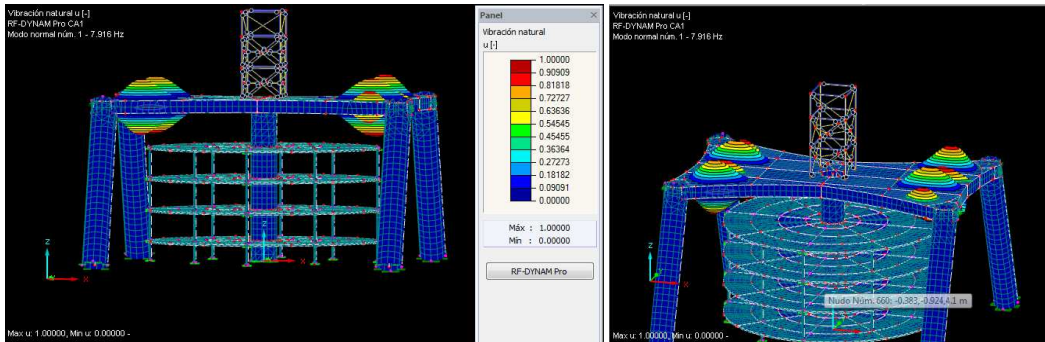 Vibración natural u [-]
RF-DYNAM Pro CA1
Modo normal núm. 1 - 7.916 Hz
Z
X
Z
X
Max u: 1.00000, Min u: 0.00000 -
Panel
Vibración natural
u [-]
1.00000
0.90909
0.81818
0.72727
0.63636
0.54545
0.45455
0.36364
0.27273
0.18182
0.09091
0.00000
Máx : 1.00000
Mín : 0.00000
RF-DYNAM Pro
Vibración natural u [-]
RF-DYNAM Pro CA1
Modo normal núm. 1 - 7.916 Hz
Z
X
Nudo Núm. 660: -0.383,-0.924,4.1 m
Max u: 1.00000, Min u: 0.00000 -